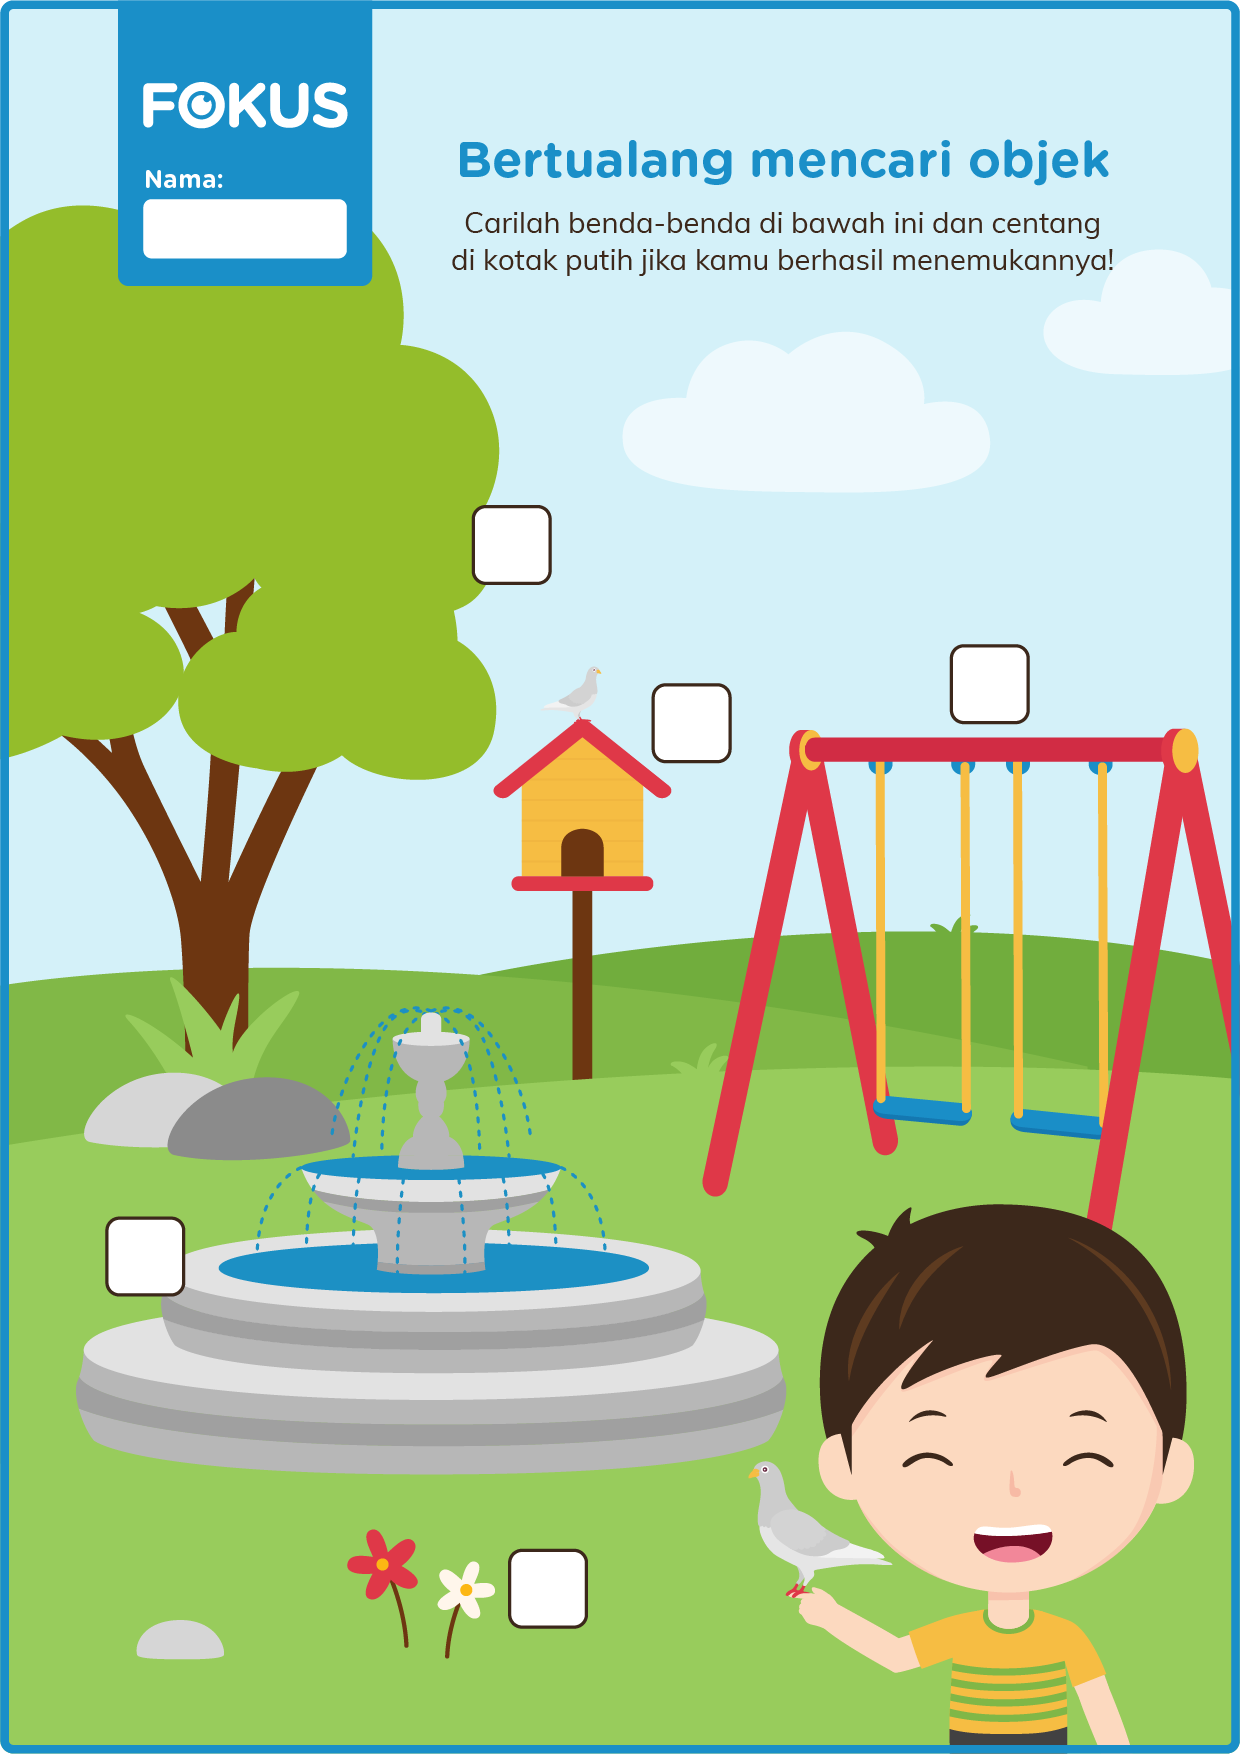 FOKUS
Nama:
Bertualang mencari objek
Carilah benda-benda di bawah ini dan centang
di kotak putih jika kamu berhasil menemukannya!